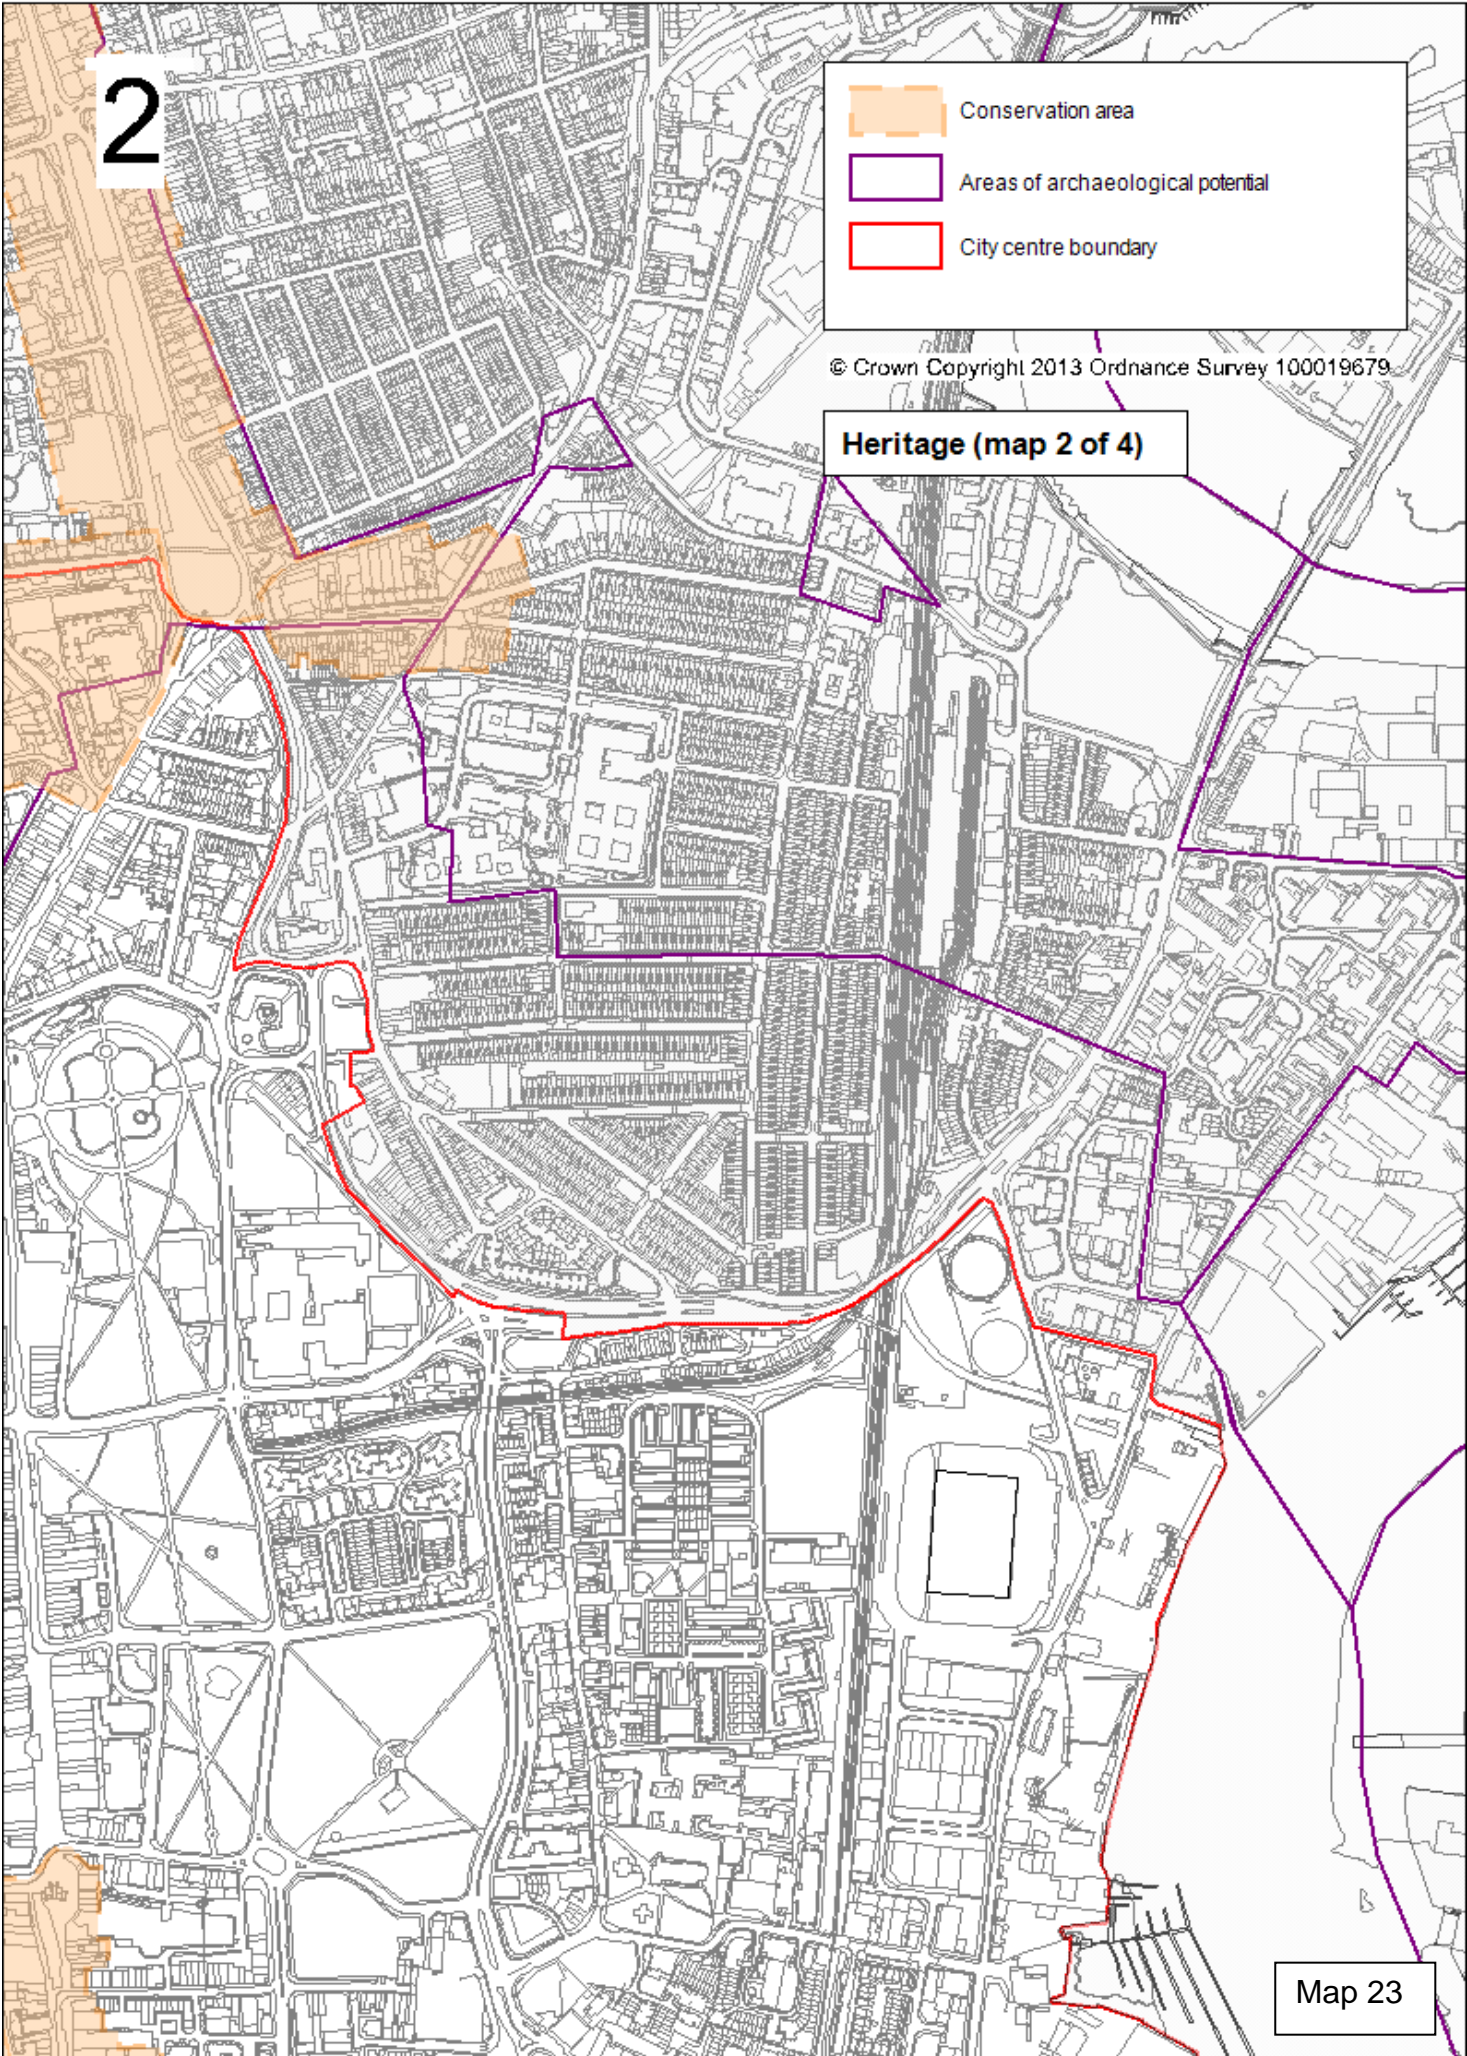 2
Conservation area
Areas of archaeological potential
City centre boundary
© Crown Copyright 2013 Ordnance Survey 100019679
Heritage (map 2 of 4)
Map 23